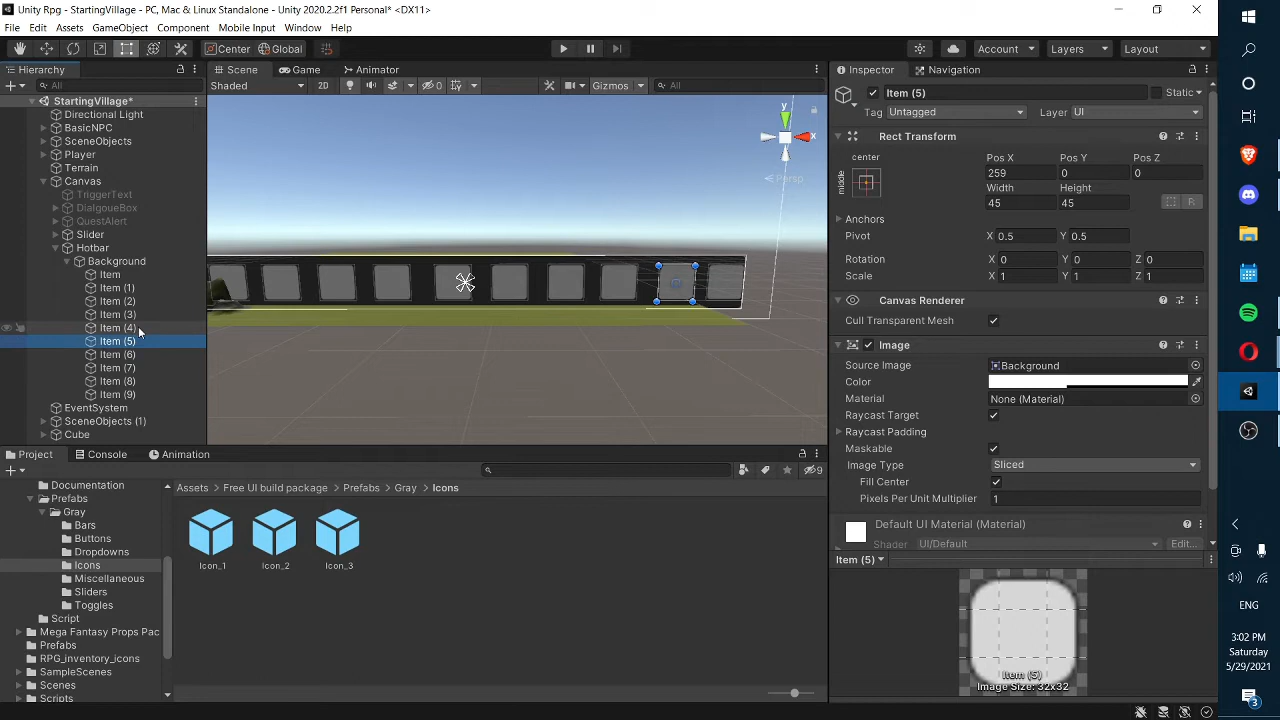 Unity Rpg - StartingVillage - PC, Mac & Linux Standalone - Unity 2020.2.2f1 Personal* <DX11>
File Edit Assets GameObject Component Mobile Input Window Help
Center Global Account Layers Layout
Hierarchy Scene Game Animator Inspector Navigation
All Shaded 2D 0 Gizmos All Item (5) Static
StartingVillage*
Tag Untagged Layer UI
Directional Light
BasicNPC
SceneObjects
Player
Terrain
Canvas
TriggerText
DialgoueBox
QuestAlert
Slider
Hotbar
Background
Item
Item (1)
Item (2)
Item (3)
Item (4)
Item (5)
Item (6)
Item (7)
Item (8)
Item (9)
EventSystem
SceneObjects (1)
Cube
y
x
Persp
Rect Transform
center Pos X Pos Y Pos Z
middle 259 0 0
Width Height
45 45 R
Anchors
Pivot X 0.5 Y 0.5
Rotation X 0 Y 0 Z 0
Scale X 1 Y 1 Z 1
Canvas Renderer
Cull Transparent Mesh
Image
Source Image Background
Color
Material None (Material)
Raycast Target
Raycast Padding
Maskable
Image Type Sliced
Fill Center
Pixels Per Unit Multiplier 1
Default UI Material (Material)
Shader UI/Default Edit...
Item (5)
Item (5)
Image Size: 32x32
Project Console Animation
9
Assets Free UI build package Prefabs Gray Icons
Documentation
Prefabs
Gray
Bars
Buttons
Dropdowns
Icons
Miscellaneous
Sliders
Toggles
Script
Mega Fantasy Props Pac
Prefabs
RPG_inventory_icons
SampleScenes
Scenes
Scripts
Icon_1 Icon_2 Icon_3
ENG
3:02 PM
Saturday
5/29/2021
3